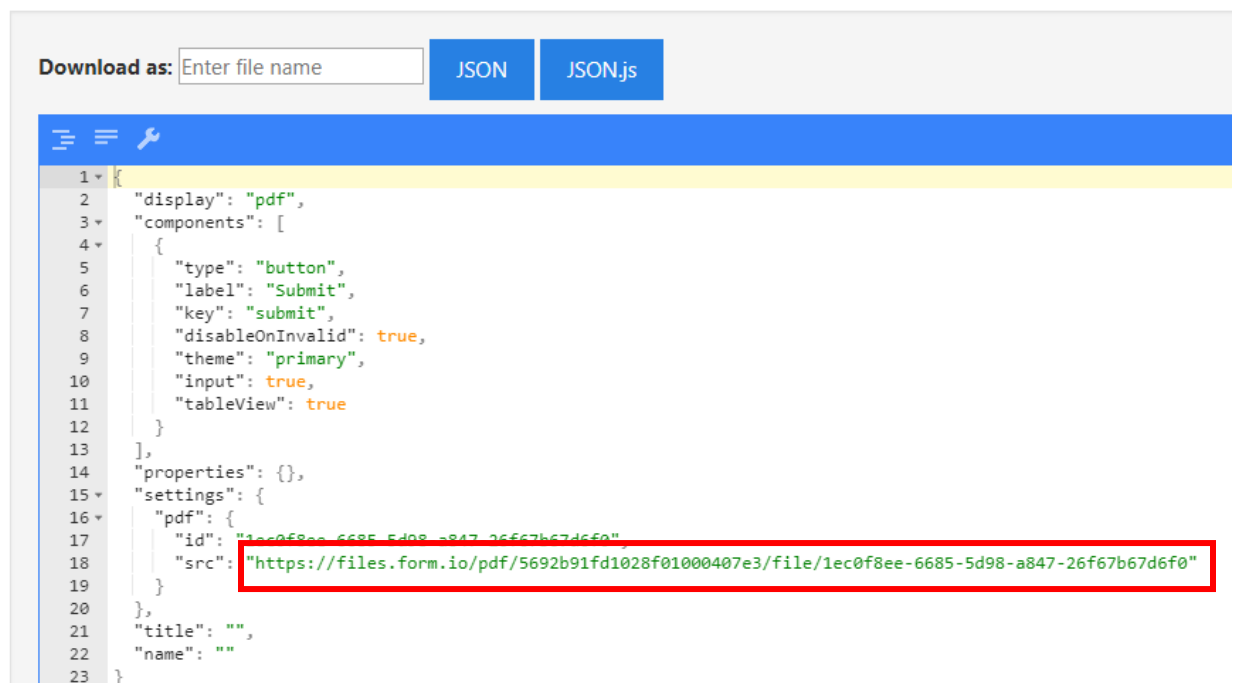 Download as: Enter file name JSON JSON.js
1 {
2 "display": "pdf",
3 "components": [
4 {
5 "type": "button",
6 "label": "Submit",
7 "key": "submit",
8 "disableOnInvalid": true,
9 "theme": "primary",
10 "input": true,
11 "tableView": true
12 }
13 ],
14 "properties": {},
15 "settings": {
16 "pdf": {
17 "id": "1ec0f8ee-6685-5d98-a847-26f67b67d6f0",
18 "src": "https://files.form.io/pdf/5692b91fd1028f01000407e3/file/1ec0f8ee-6685-5d98-a847-26f67b67d6f0"
19 }
20 },
21 "title": "",
22 "name": ""
23 }